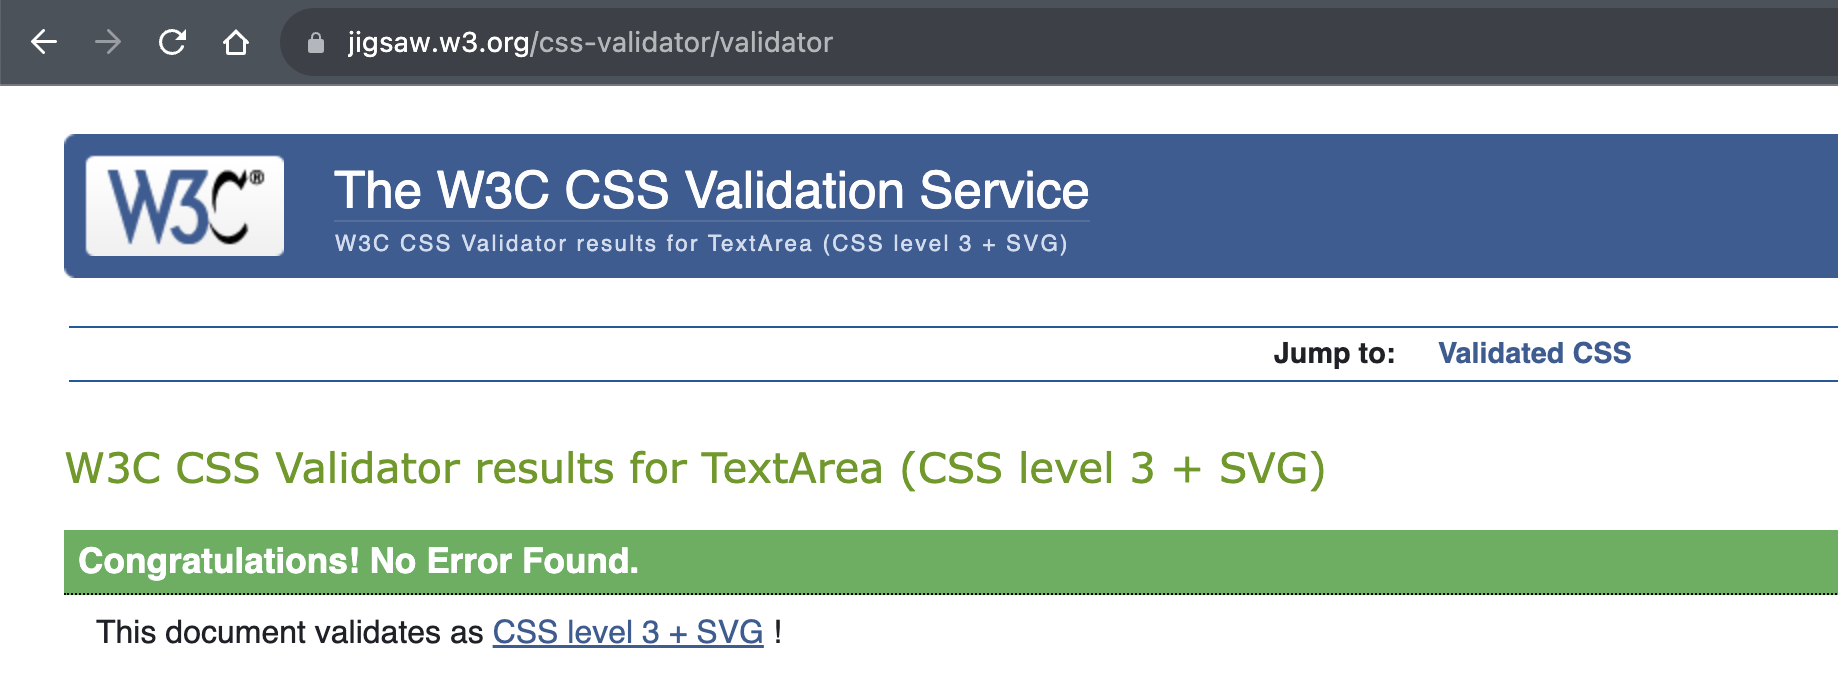 jigsaw.w3.org/css-validator/validator
W3C®
The W3C CSS Validation Service
W3C CSS Validator results for TextArea (CSS level 3 + SVG)
Jump to: Validated CSS
W3C CSS Validator results for TextArea (CSS level 3 + SVG)
Congratulations! No Error Found.
This document validates as CSS level 3 + SVG !